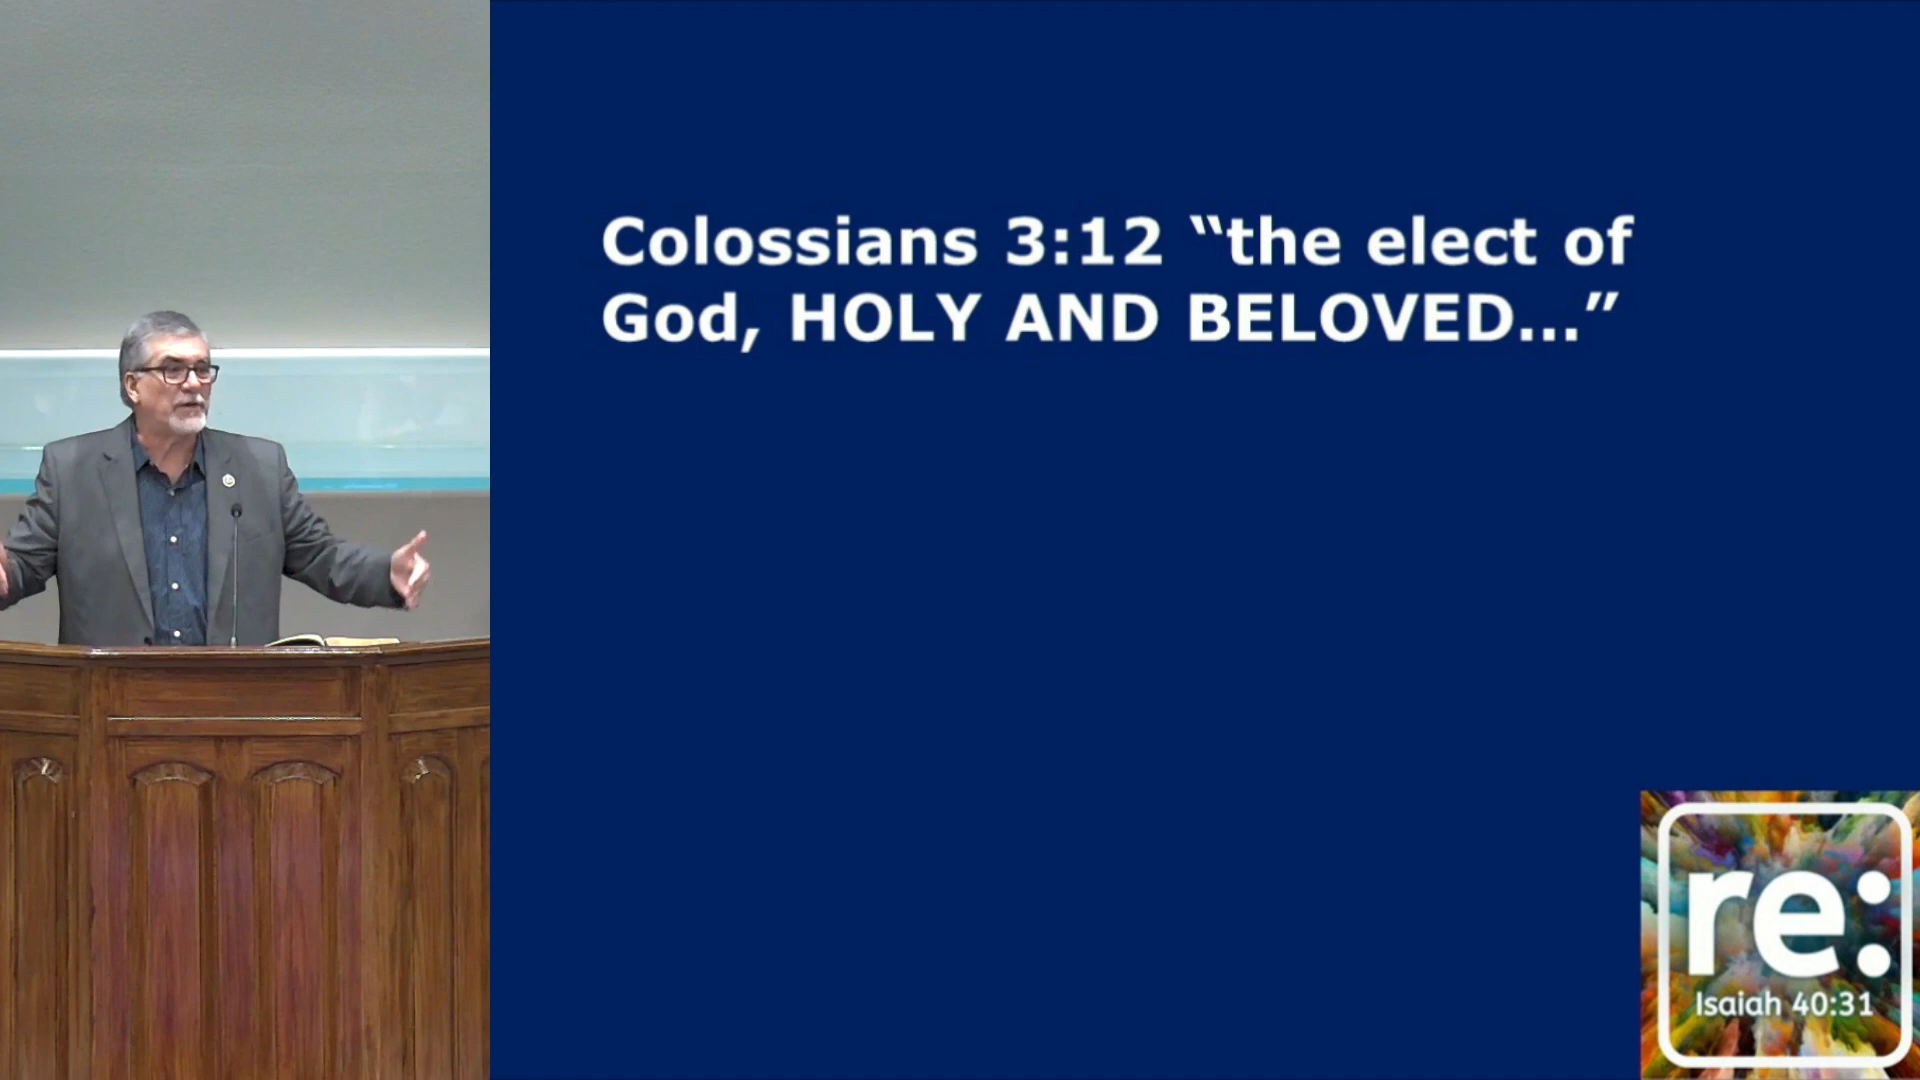 Colossians 3:12 “the elect of
God, HOLY AND BELOVED...”
re:
Isaiah 40:31